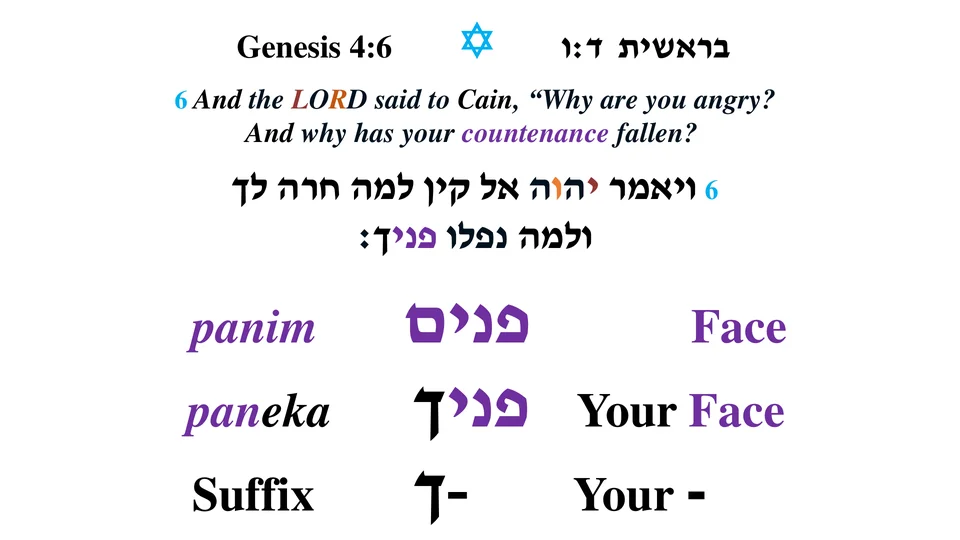 Genesis 4:6 ✡ בראשית ד:ו
6 And the LORD said to Cain, “Why are you angry?
And why has your countenance fallen?
6 ויאמר יהוה אל קין למה חרה לך
ולמה נפלו פניך:
panim פנים Face
paneka פניך Your Face
Suffix -ך Your -